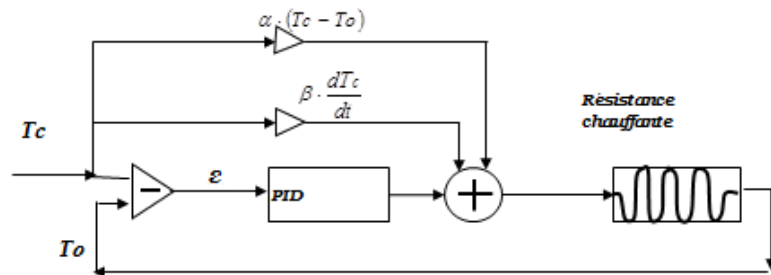 α · (Tc − To)
β · dTc/dt
Résistance
chauffante
Tc
ε
−
PID
+
To